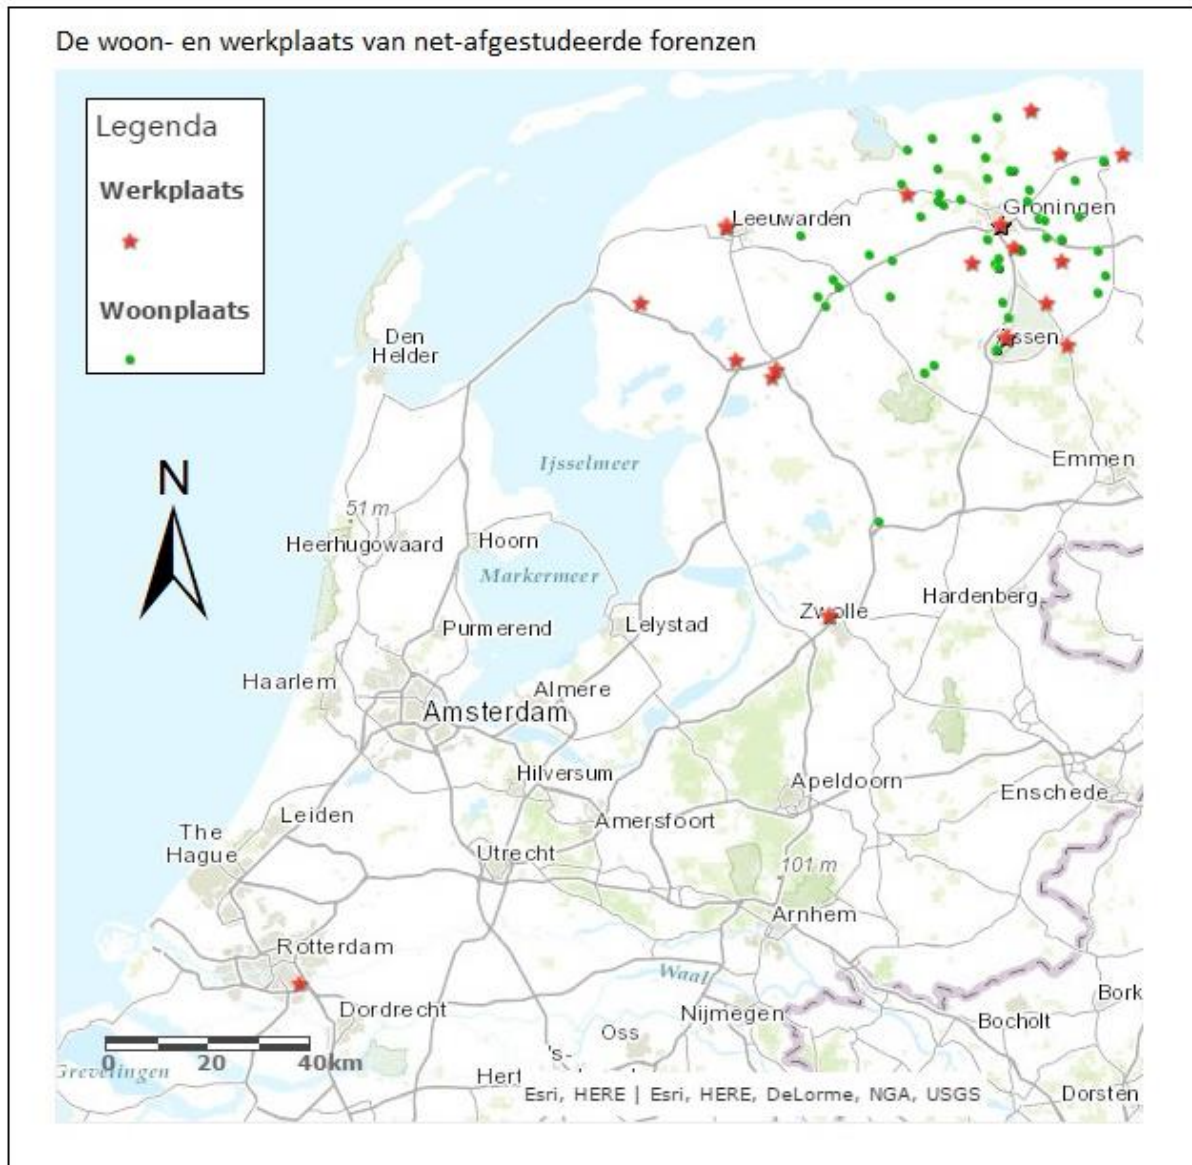 De woon- en werkplaats van net-afgestudeerde forenzen
Legenda
Werkplaats
Woonplaats
Leeuwarden
Groningen
Den
Helder
ssen
Emmen
Ijsselmeer
N
51 m
Heerhugowaard
Hoorn
Markermeer
Hardenberg
Zwolle
Purmerend
Lelystad
Haarlem
Almere
Amsterdam
Hilversum
Apeldoorn
Enschede
Leiden
Amersfoort
The
Hague
Utrecht
101 m
Arnhem
Rotterdam
Waal
Bork
Dordrecht
Nijmegen
Bocholt
Oss
0 20 40km
's-
Grevelingen
Esri, HERE | Esri, HERE, DeLorme, NGA, USGS
Dorsten